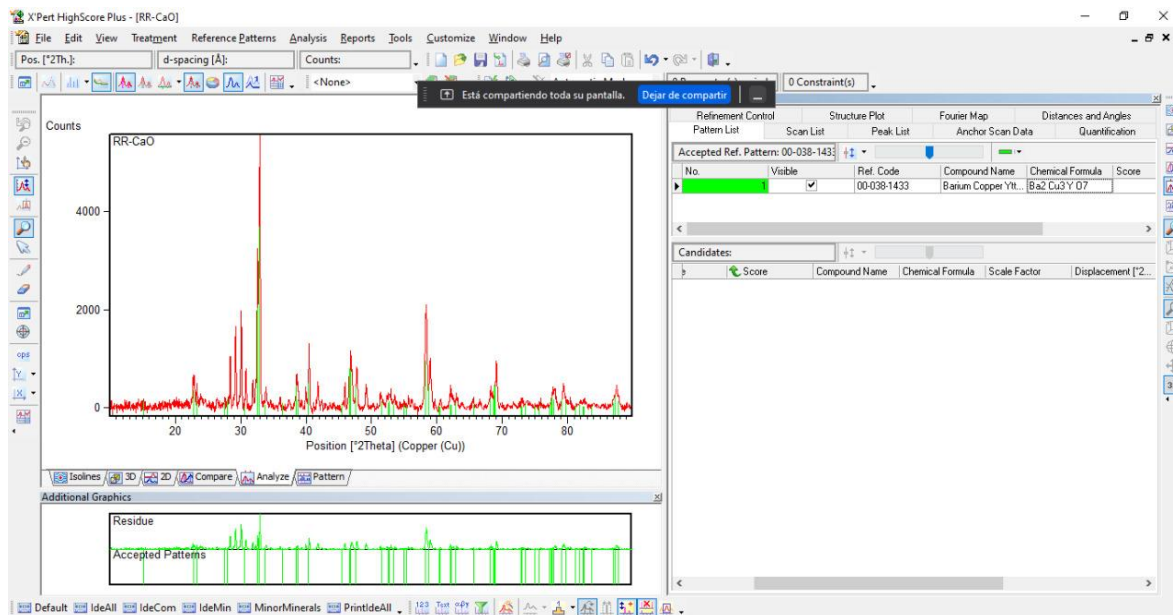 X'Pert HighScore Plus - [RR-CaO]
File Edit View Treatment Reference Patterns Analysis Reports Tools Customize Window Help
Pos. [°2Th.]: d-spacing [Å]: Counts:
<None> 0 Constraint(s)
Está compartiendo toda su pantalla. Dejar de compartir
Refinement Control Structure Plot Fourier Map Distances and Angles
Pattern List Scan List Peak List Anchor Scan Data Quantification
Accepted Ref. Pattern: 00-038-1433
No. Visible Ref. Code Compound Name Chemical Formula Score
1 00-038-1433 Barium Copper Ytt... Ba2 Cu3 Y O7
Candidates:
Score Compound Name Chemical Formula Scale Factor Displacement [°2...
Counts
RR-CaO
4000
2000
0
20 30 40 50 60 70 80
Position [°2Theta] (Copper (Cu))
Isolines 3D 2D Compare Analyze Pattern
Additional Graphics
Residue
Accepted Patterns
ops
Default IdeAll IdeCom IdeMin MinorMinerals PrintIdeAll